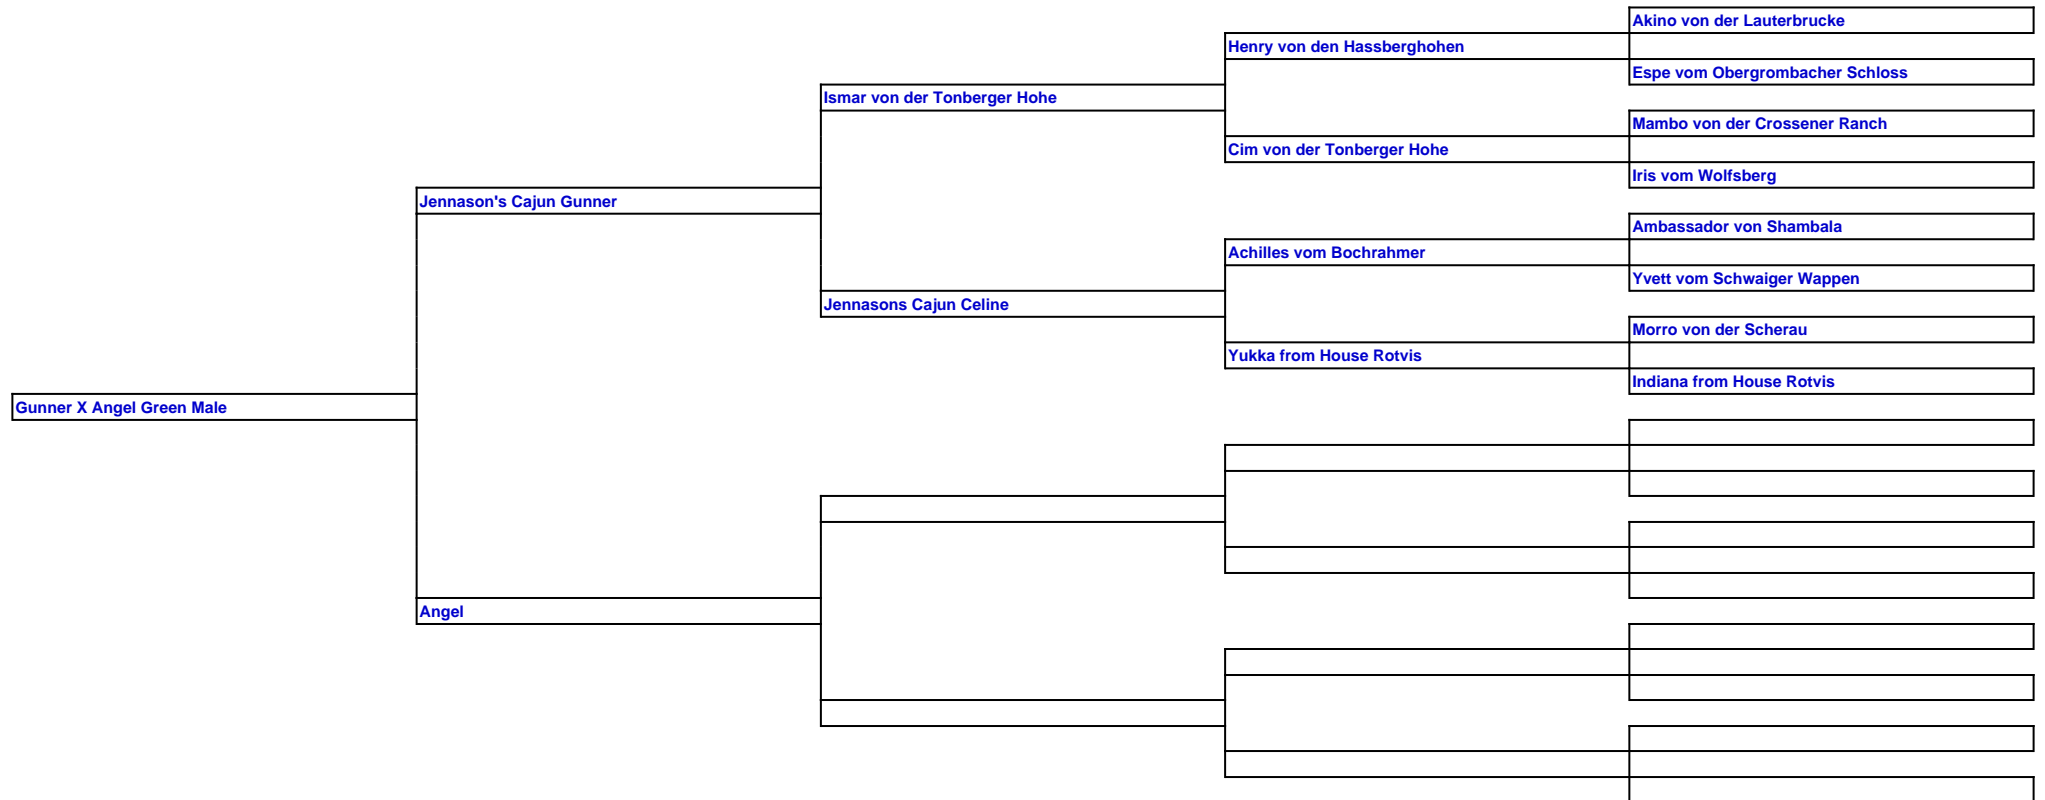 Akino von der Lauterbrucke
Henry von den Hassberghohen
Espe vom Obergrombacher Schloss
Ismar von der Tonberger Hohe
Mambo von der Crossener Ranch
Cim von der Tonberger Hohe
Iris vom Wolfsberg
Jennason's Cajun Gunner
Ambassador von Shambala
Achilles vom Bochrahmer
Yvett vom Schwaiger Wappen
Jennasons Cajun Celine
Morro von der Scherau
Yukka from House Rotvis
Indiana from House Rotvis
Gunner X Angel Green Male
Angel